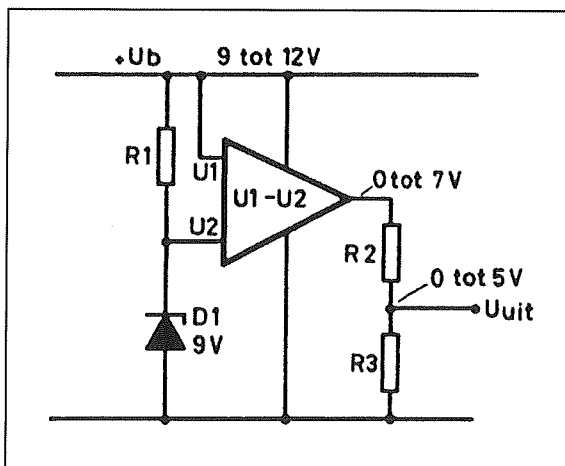 +Ub 9 tot 12V
R1
U1
U1-U2
0 tot 7V
U2
R2
0 tot 5V
Uuit
D1
9V
R3